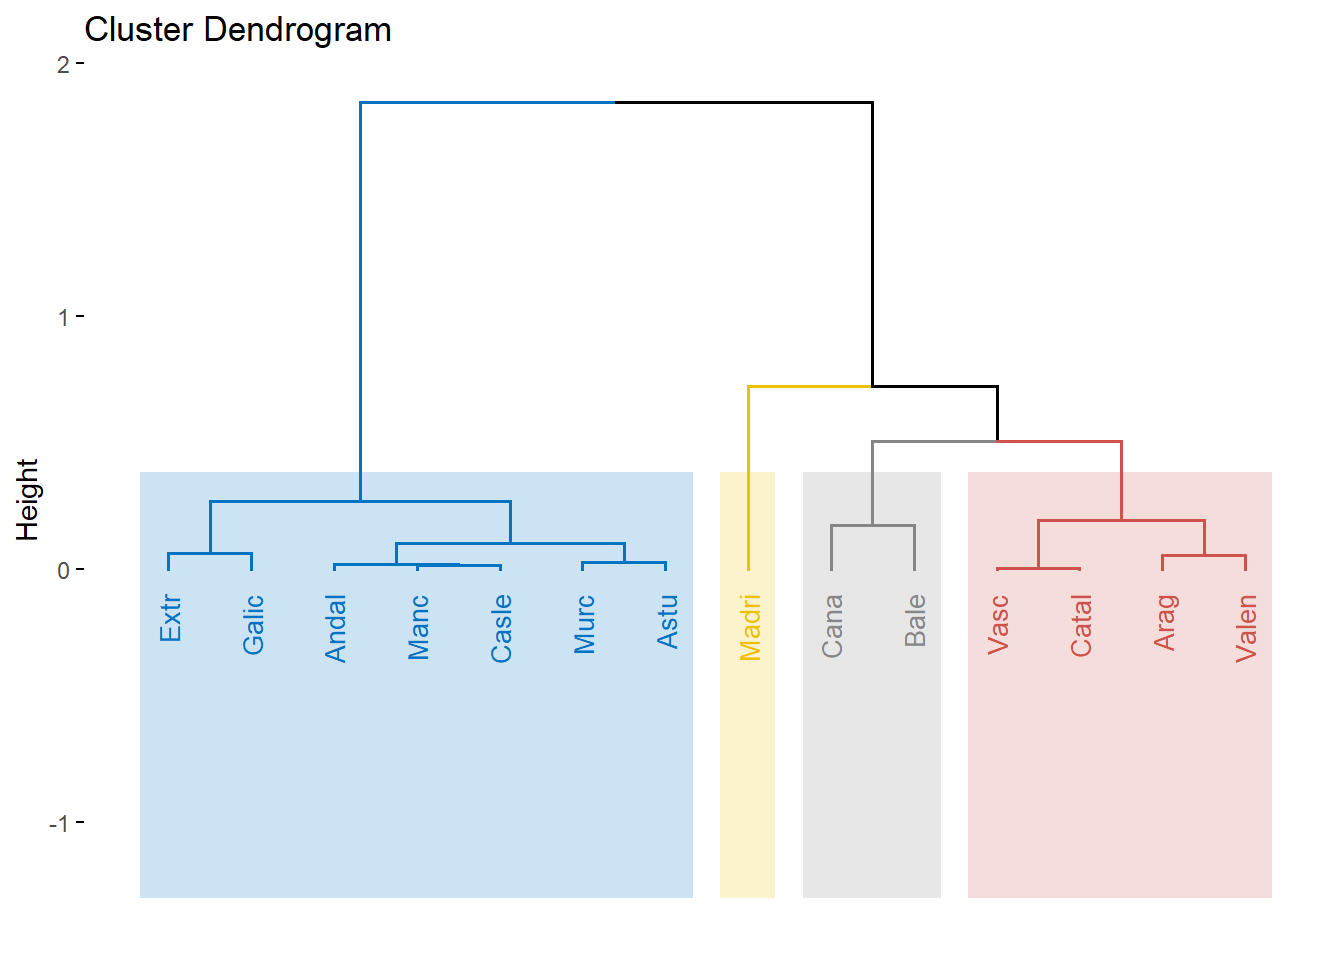 Cluster Dendrogram
2
1
0
-1
Height
Extr
Galic
Andal
Manc
Casle
Murc
Astu
Madri
Cana
Bale
Vasc
Catal
Arag
Valen